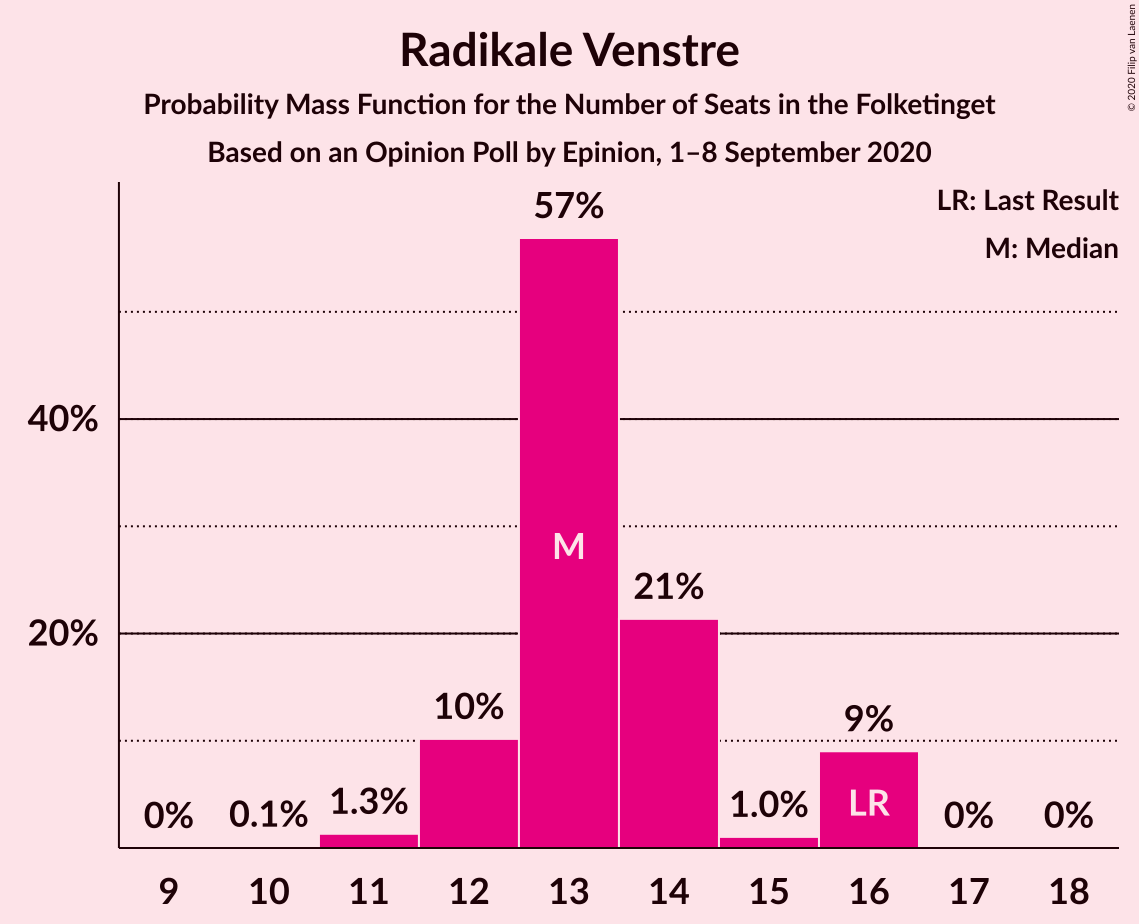 Radikale Venstre
Probability Mass Function for the Number of Seats in the Folketinget
Based on an Opinion Poll by Epinion, 1–8 September 2020
© 2020 Filip van Laenen
LR: Last Result
M: Median
57%
40%
M
21%
20%
10%
9%
0%
0.1%
1.3%
1.0%
LR
0%
0%
9
10
11
12
13
14
15
16
17
18